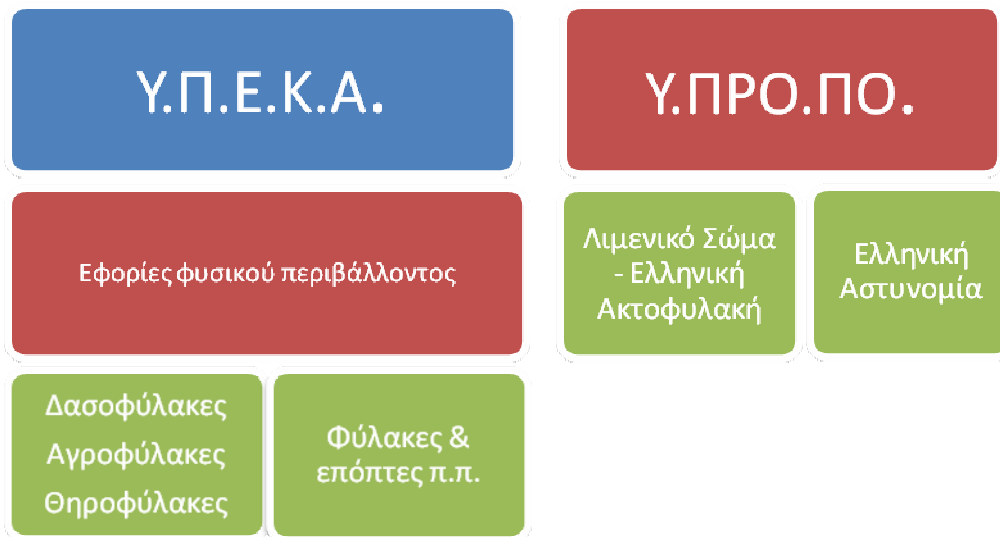 Υ.Π.Ε.Κ.Α.
Υ.ΠΡΟ.ΠΟ.
Εφορίες φυσικού περιβάλλοντος
Λιμενικό Σώμα
- Ελληνική
Ακτοφυλακή
Ελληνική
Αστυνομία
Δασοφύλακες
Αγροφύλακες
Θηροφύλακες
Φύλακες &
επόπτες π.π.